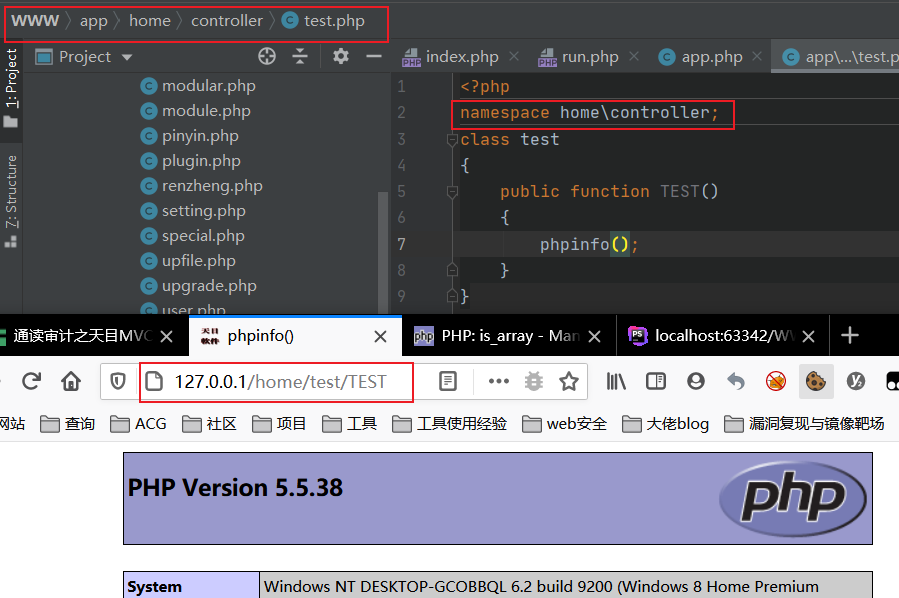 WWW 〉 app 〉 home 〉 controller 〉 test.php
Project
index.php
run.php
app.php
app\...\test.p
1: Project
Z: Structure
modular.php
module.php
pinyin.php
plugin.php
renzheng.php
setting.php
special.php
upfile.php
upgrade.php
user.php
1 <?php
2 namespace home\controller;
3 class test
4 {
5 public function TEST()
6 {
7 phpinfo();
8 }
9 }
通读审计之天目MVC
天目软件 phpinfo()
php PHP: is_array - Man
PS localhost:63342/WW
127.0.0.1/home/test/TEST
网站 查询 ACG 社区 项目 工具 工具使用经验 web安全 大佬blog 漏洞复现与镜像靶场
PHP Version 5.5.38
php
System Windows NT DESKTOP-GCOBBQL 6.2 build 9200 (Windows 8 Home Premium